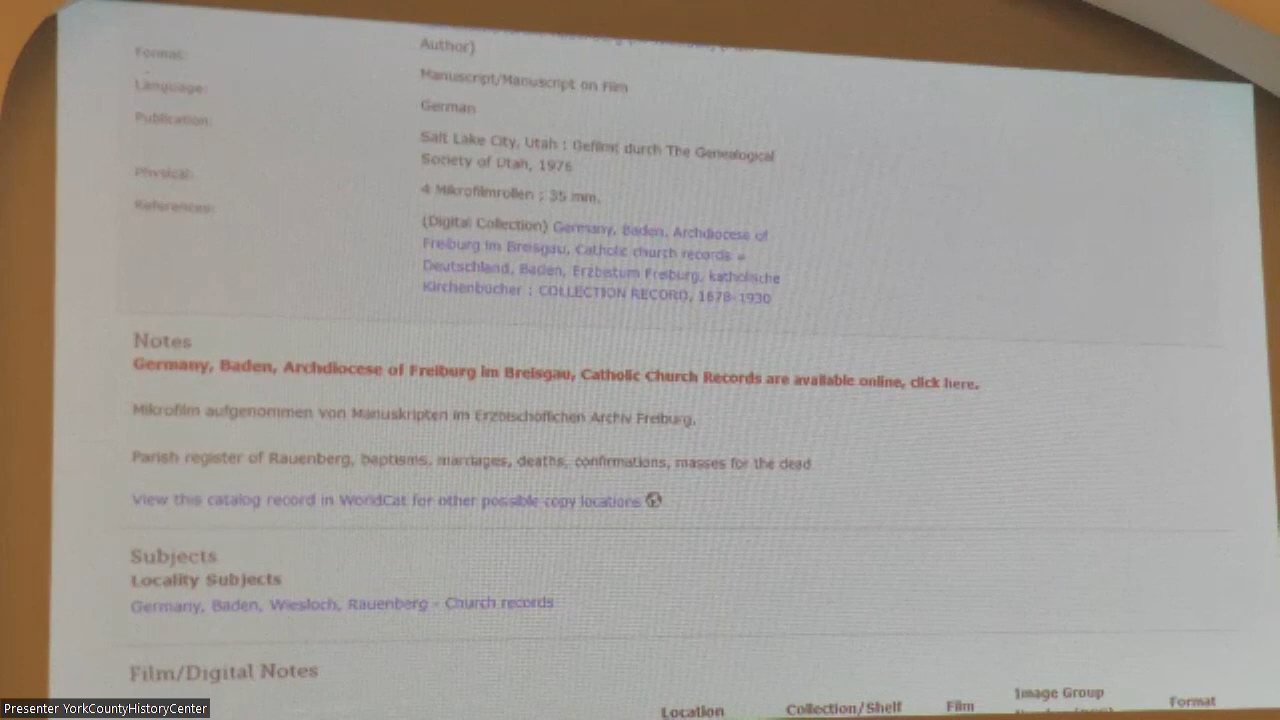 Author)
Format:
Manuscript/Manuscript on Film
Language:
German
Publication:
Salt Lake City, Utah : Gefilmt durch The Genealogical
Society of Utah, 1976
Physical:
4 Mikrofilmrollen ; 35 mm.
References:
(Digital Collection) Germany, Baden, Archdiocese of
Freiburg im Breisgau, Catholic church records =
Deutschland, Baden, Erzbistum Freiburg, katholische
Kirchenbücher : COLLECTION RECORD, 1678-1930
Notes
Germany, Baden, Archdiocese of Freiburg im Breisgau, Catholic Church Records are available online, click here.
Mikrofilm aufgenommen von Manuskripten im Erzbischöflichen Archiv Freiburg.
Parish register of Rauenberg, baptisms, marriages, deaths, confirmations, masses for the dead
View this catalog record in WorldCat for other possible copy locations
Subjects
Locality Subjects
Germany, Baden, Wiesloch, Rauenberg - Church records
Film/Digital Notes
Location Collection/Shelf Film Image Group Format
Presenter YorkCountyHistoryCenter